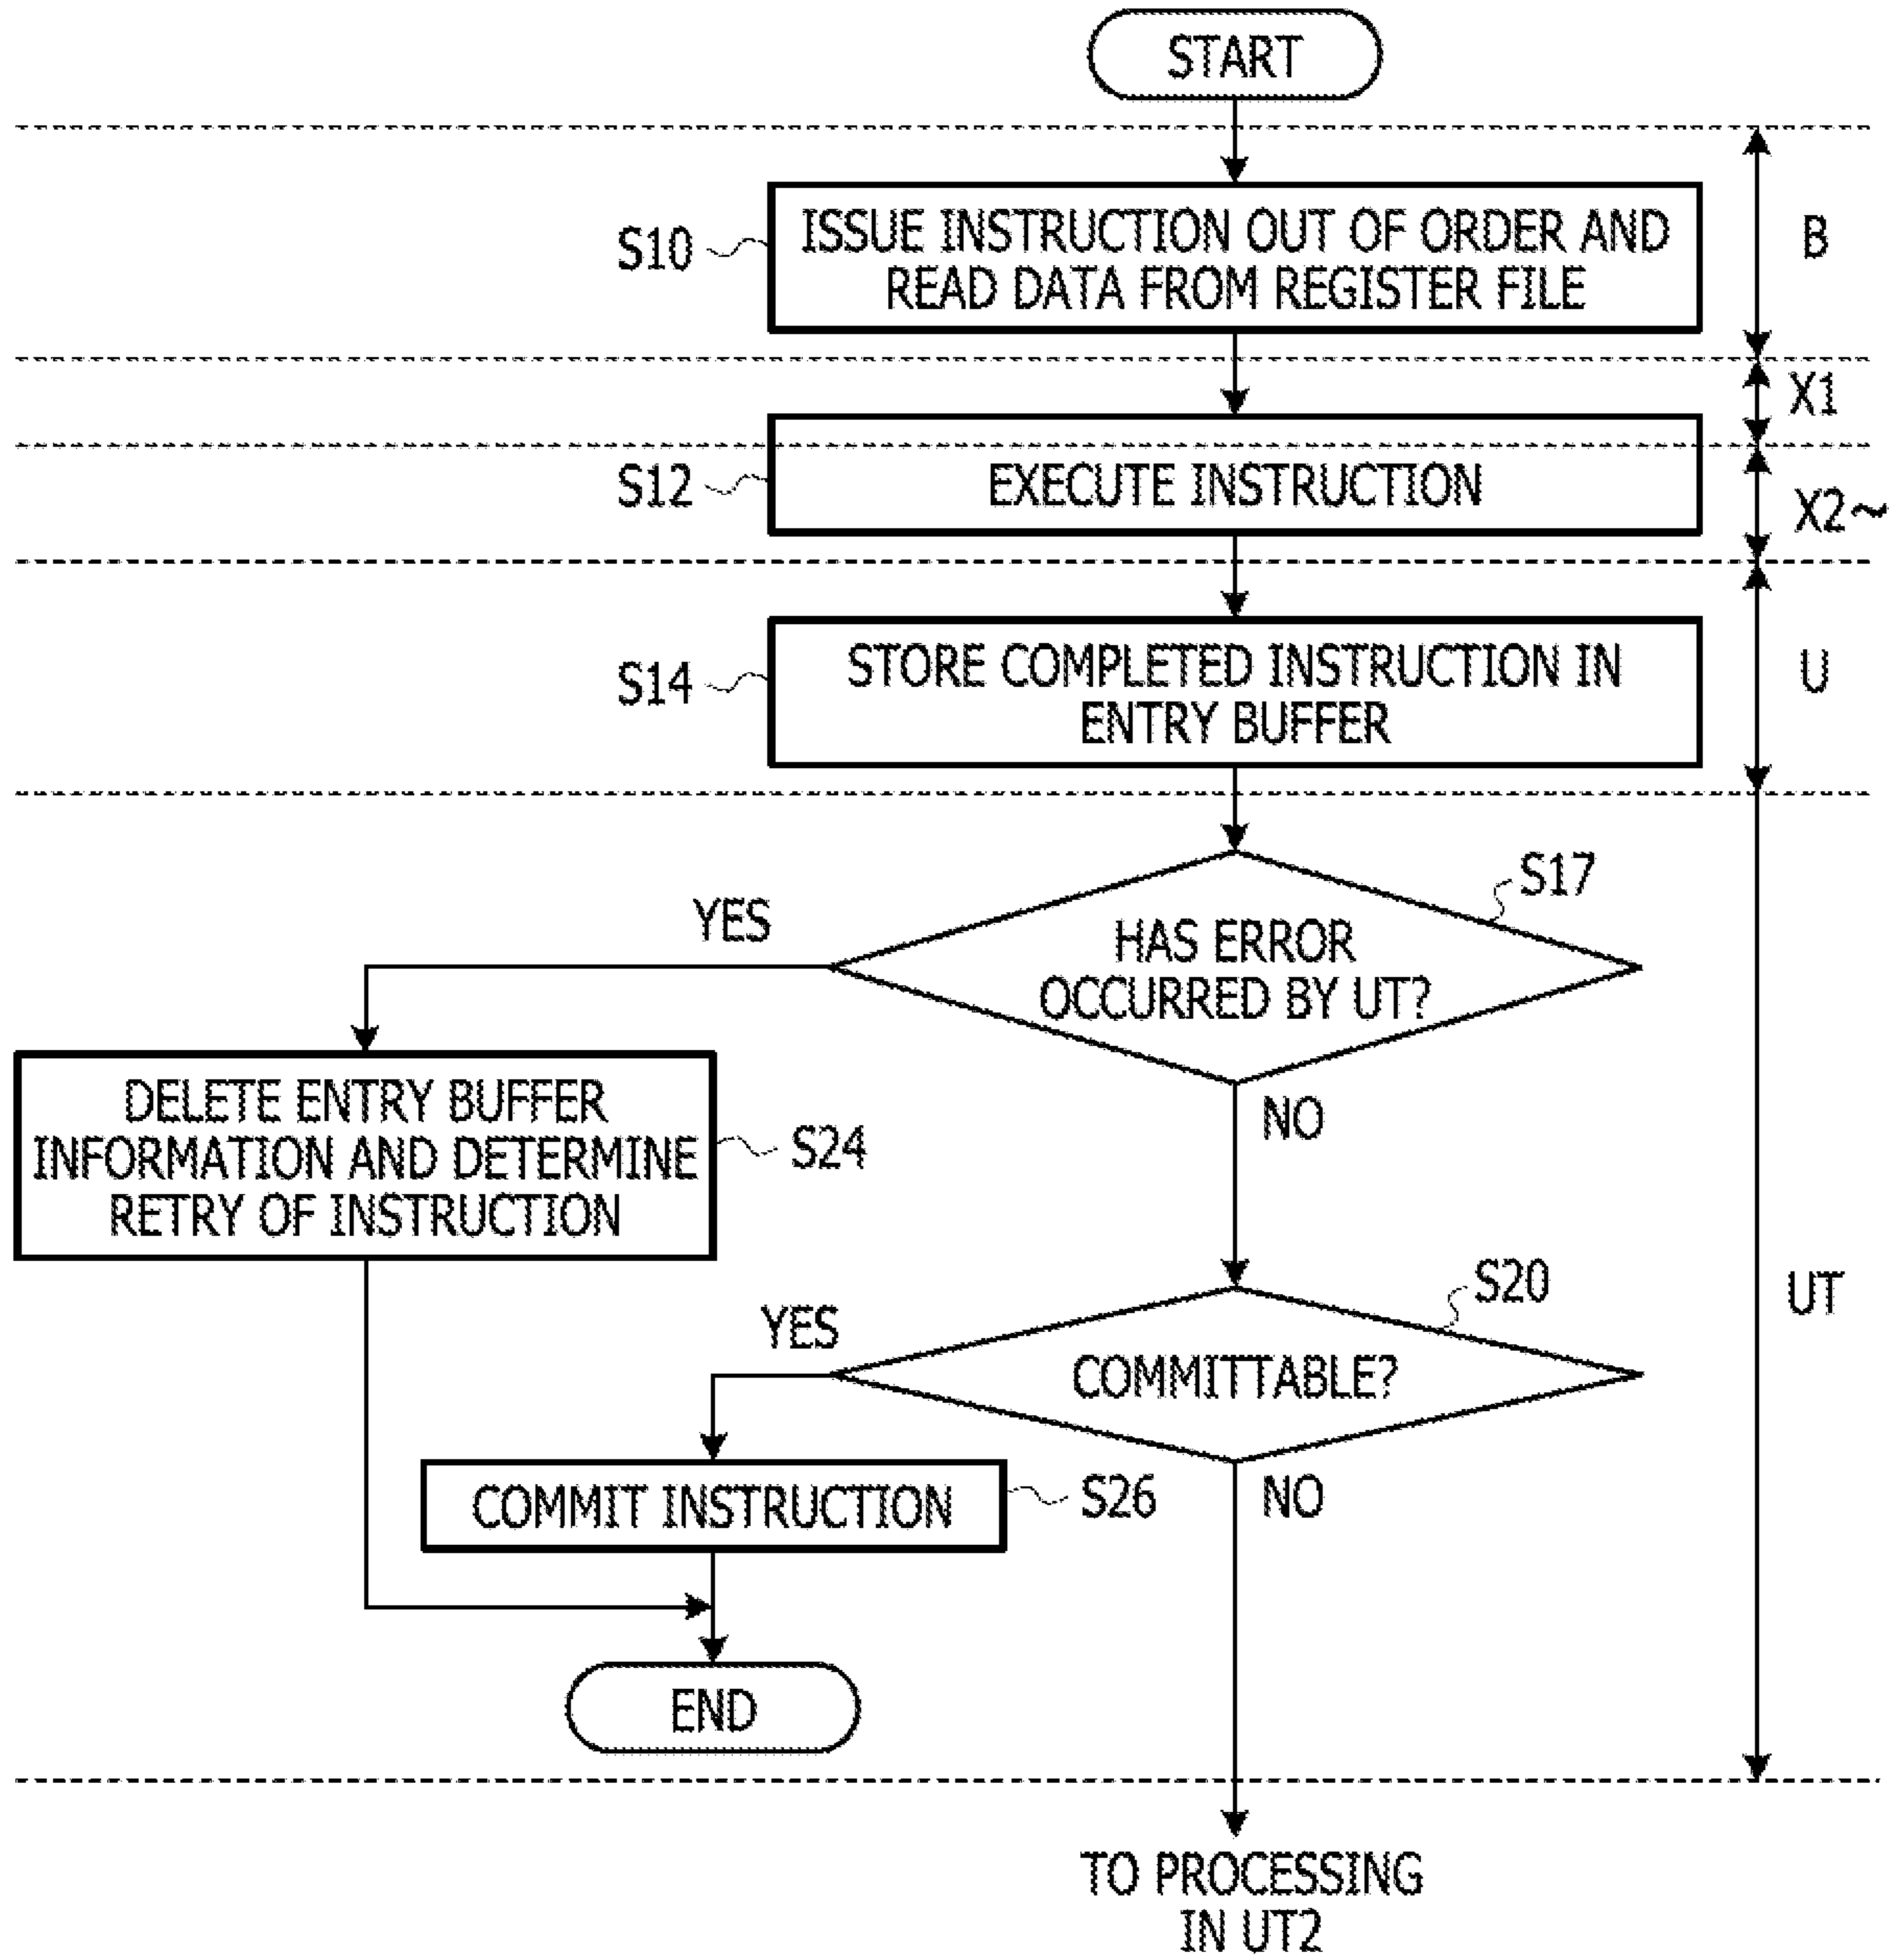 START
B
S10
ISSUE INSTRUCTION OUT OF ORDER AND
READ DATA FROM REGISTER FILE
X1
S12
EXECUTE INSTRUCTION
X2~
S14
STORE COMPLETED INSTRUCTION IN
ENTRY BUFFER
U
S17
YES
HAS ERROR
OCCURRED BY UT?
NO
DELETE ENTRY BUFFER
INFORMATION AND DETERMINE
RETRY OF INSTRUCTION
S24
S20
UT
YES
COMMITTABLE?
COMMIT INSTRUCTION
S26
NO
END
TO PROCESSING
IN UT2